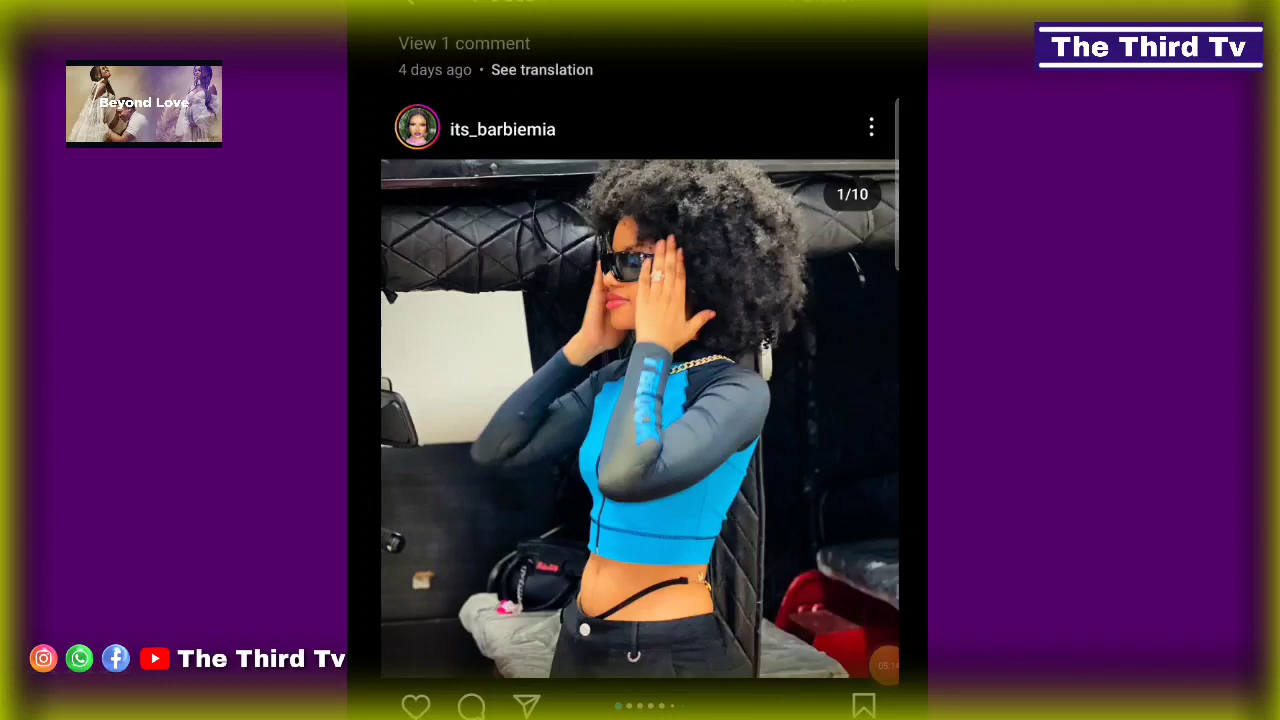 View 1 comment
4 days ago • See translation
The Third Tv
Beyond Love
its_barbiemia
1/10
The Third Tv